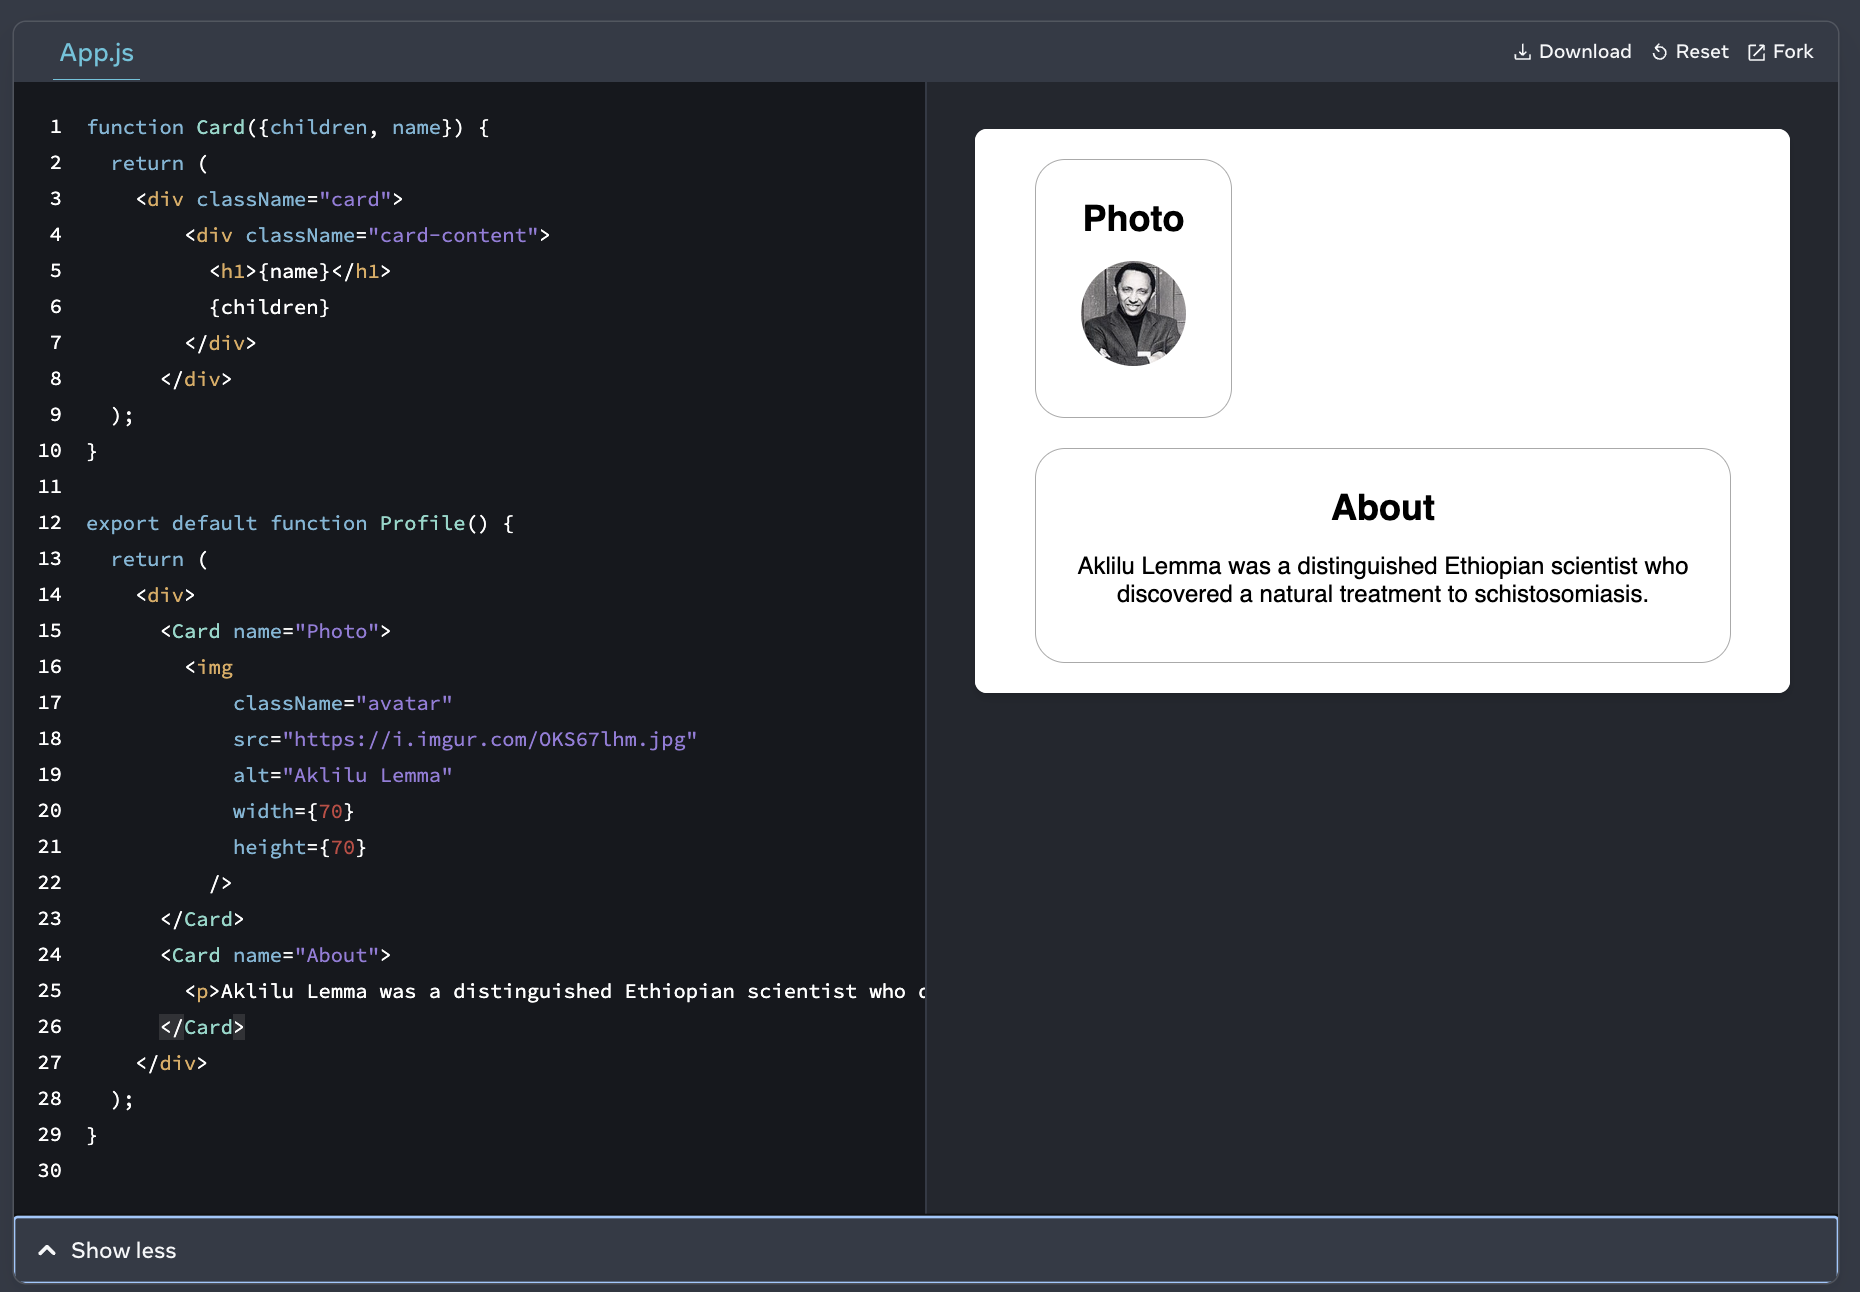 App.js
Download Reset Fork
1 function Card({children, name}) {
2 return (
3 <div className="card">
4 <div className="card-content">
5 <h1>{name}</h1>
6 {children}
7 </div>
8 </div>
9 );
10 }
11
12 export default function Profile() {
13 return (
14 <div>
15 <Card name="Photo">
16 <img
17 className="avatar"
18 src="https://i.imgur.com/OKS67lhm.jpg"
19 alt="Aklilu Lemma"
20 width={70}
21 height={70}
22 />
23 </Card>
24 <Card name="About">
25 <p>Aklilu Lemma was a distinguished Ethiopian scientist who
26 </Card>
27 </div>
28 );
29 }
30
Photo
About
Aklilu Lemma was a distinguished Ethiopian scientist who
discovered a natural treatment to schistosomiasis.
Show less